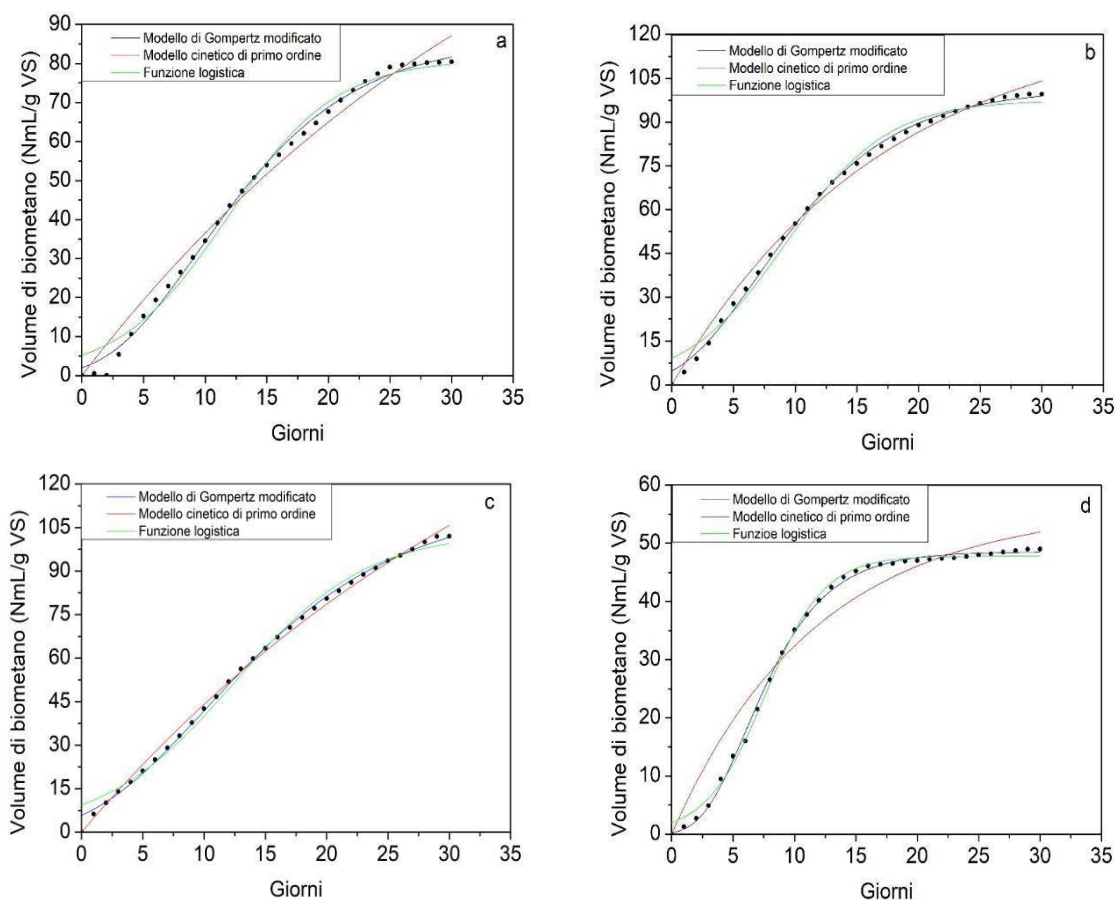 a
Modello di Gompertz modificato
Modello cinetico di primo ordine
Funzione logistica
Volume di biometano (NmL/g VS)
90
80
70
60
50
40
30
20
10
0
0 5 10 15 20 25 30 35
Giorni
b
Modello di Gompertz modificato
Modello cinetico di primo ordine
Funzione logistica
Volume di biometano (NmL/g VS)
120
105
90
75
60
45
30
15
0
0 5 10 15 20 25 30 35
Giorni
c
Modello di Gompertz modificato
Modello cinetico di primo ordine
Funzione logistica
Volume di biometano (NmL/g VS)
120
105
90
75
60
45
30
15
0
0 5 10 15 20 25 30 35
Giorni
d
Modello di Gompertz modificato
Modello cinetico di primo ordine
Funzioe logistica
Volume di biometano (NmL/g VS)
60
50
40
30
20
10
0
0 5 10 15 20 25 30 35
Giorni